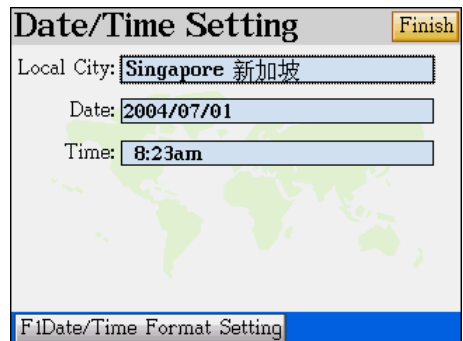 Date/Time Setting Finish
Local City: Singapore 新加坡
Date: 2004/07/01
Time: 8:23am
F1Date/Time Format Setting